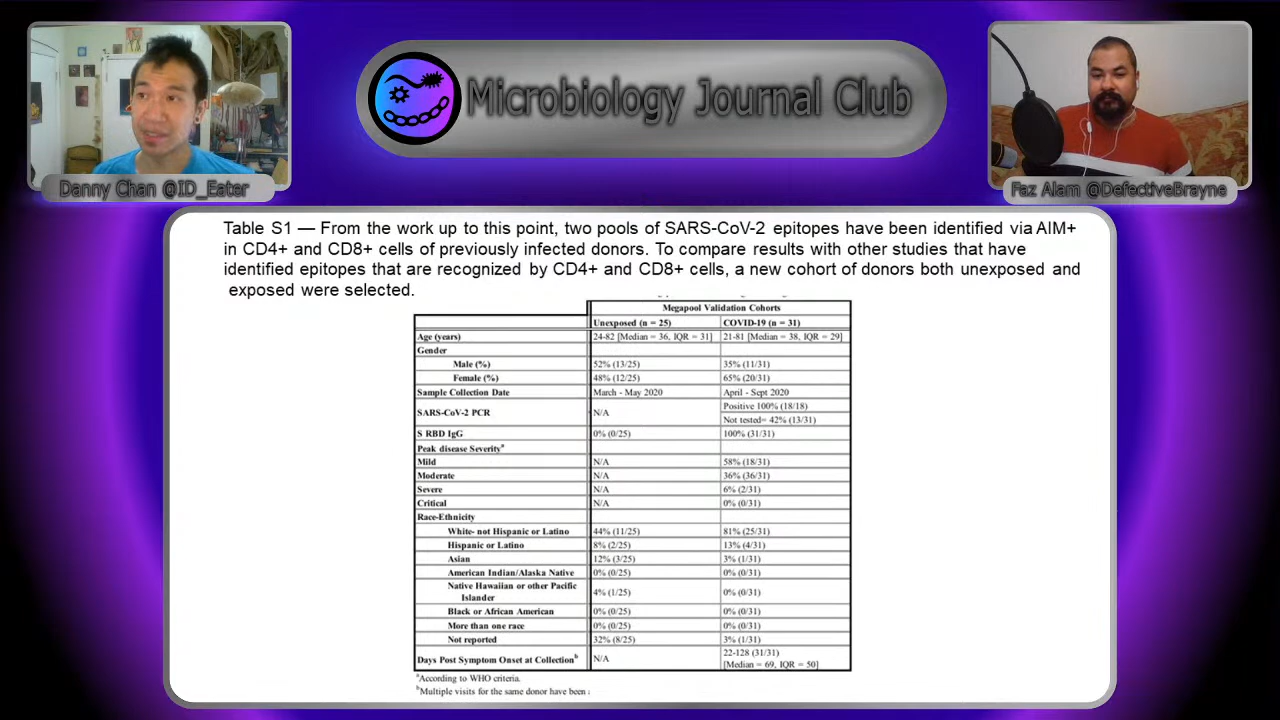 Microbiology Journal Club
Danny Chan @ID_Eater
Faz Alam @DefectiveBrayne
Table S1 — From the work up to this point, two pools of SARS-CoV-2 epitopes have been identified via AIM+
in CD4+ and CD8+ cells of previously infected donors. To compare results with other studies that have
identified epitopes that are recognized by CD4+ and CD8+ cells, a new cohort of donors both unexposed and
exposed were selected.
Megapool Validation Cohorts
Unexposed (n = 25) COVID-19 (n = 31)
Age (years) 24-82 [Median = 36, IQR = 31] 21-81 [Median = 38, IQR = 29]
Gender
Male (%) 52% (13/25) 35% (11/31)
Female (%) 48% (12/25) 65% (20/31)
Sample Collection Date March - May 2020 April - Sept 2020
SARS-CoV-2 PCR N/A Positive 100% (18/18)
Not tested= 42% (13/31)
S RBD IgG 0% (0/25) 100% (31/31)
Peak disease Severityª
Mild N/A 58% (18/31)
Moderate N/A 36% (36/31)
Severe N/A 6% (2/31)
Critical N/A 0% (0/31)
Race-Ethnicity
White- not Hispanic or Latino 44% (11/25) 81% (25/31)
Hispanic or Latino 8% (2/25) 13% (4/31)
Asian 12% (3/25) 3% (1/31)
American Indian/Alaska Native 0% (0/25) 0% (0/31)
Native Hawaiian or other Pacific
Islander 4% (1/25) 0% (0/31)
Black or African American 0% (0/25) 0% (0/31)
More than one race 0% (0/25) 0% (0/31)
Not reported 32% (8/25) 3% (1/31)
Days Post Symptom Onset at Collectionᵇ N/A 22-128 (31/31)
[Median = 69, IQR = 50]
ªAccording to WHO criteria.
ᵇMultiple visits for the same donor have been